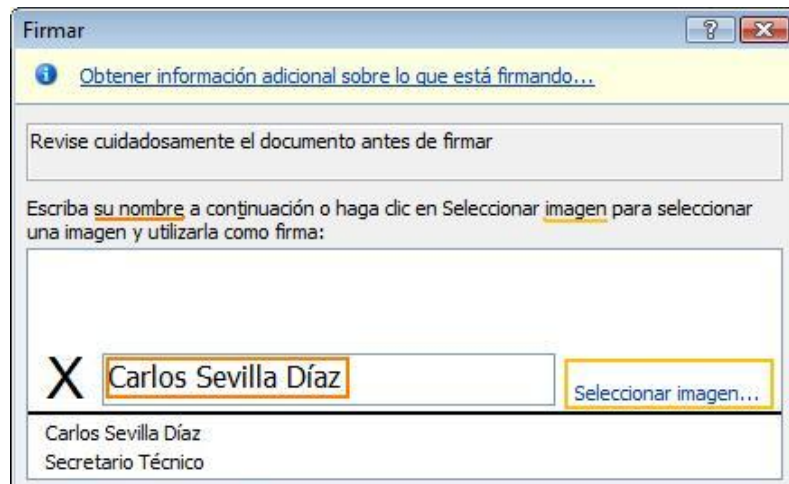 Firmar
Obtener información adicional sobre lo que está firmando...
Revise cuidadosamente el documento antes de firmar
Escriba su nombre a continuación o haga clic en Seleccionar imagen para seleccionar
una imagen y utilizarla como firma:
X Carlos Sevilla Díaz
Seleccionar imagen...
Carlos Sevilla Díaz
Secretario Técnico